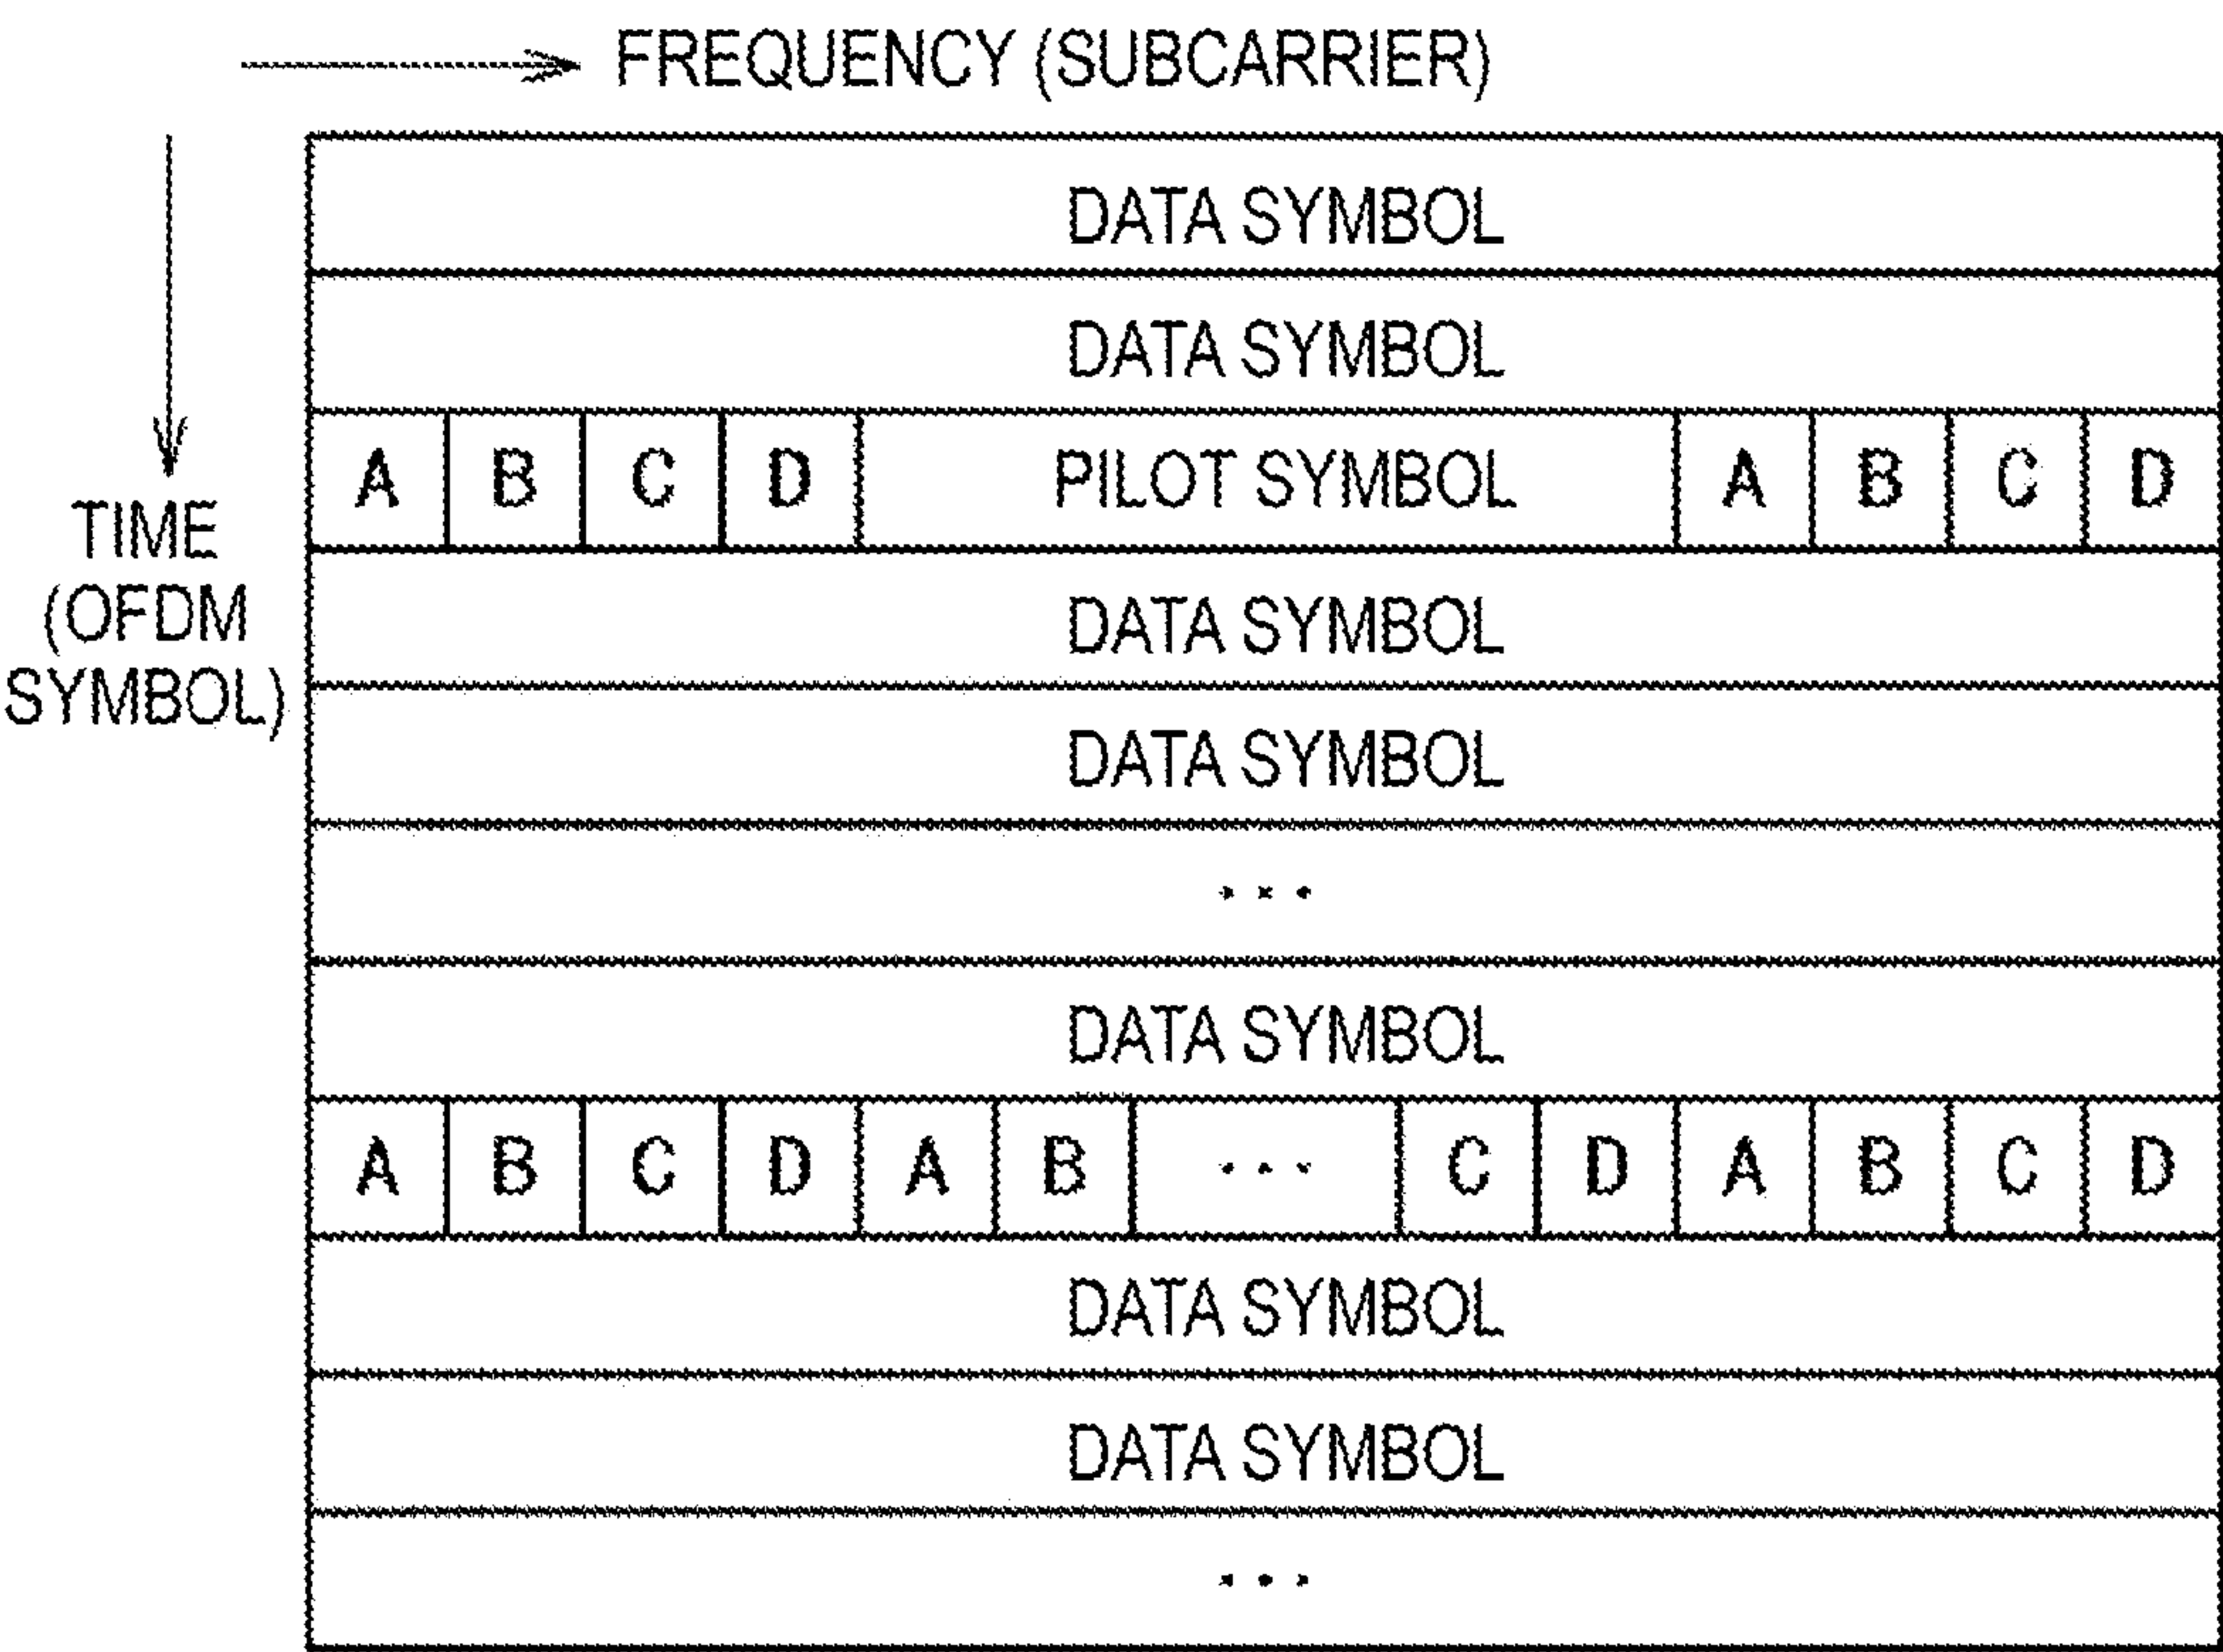 FREQUENCY (SUBCARRIER)
TIME
(OFDM
SYMBOL)
DATA SYMBOL
DATA SYMBOL
A B C D PILOT SYMBOL A B C D
DATA SYMBOL
DATA SYMBOL
...
DATA SYMBOL
A B C D A B ... C D A B C D
DATA SYMBOL
DATA SYMBOL
...